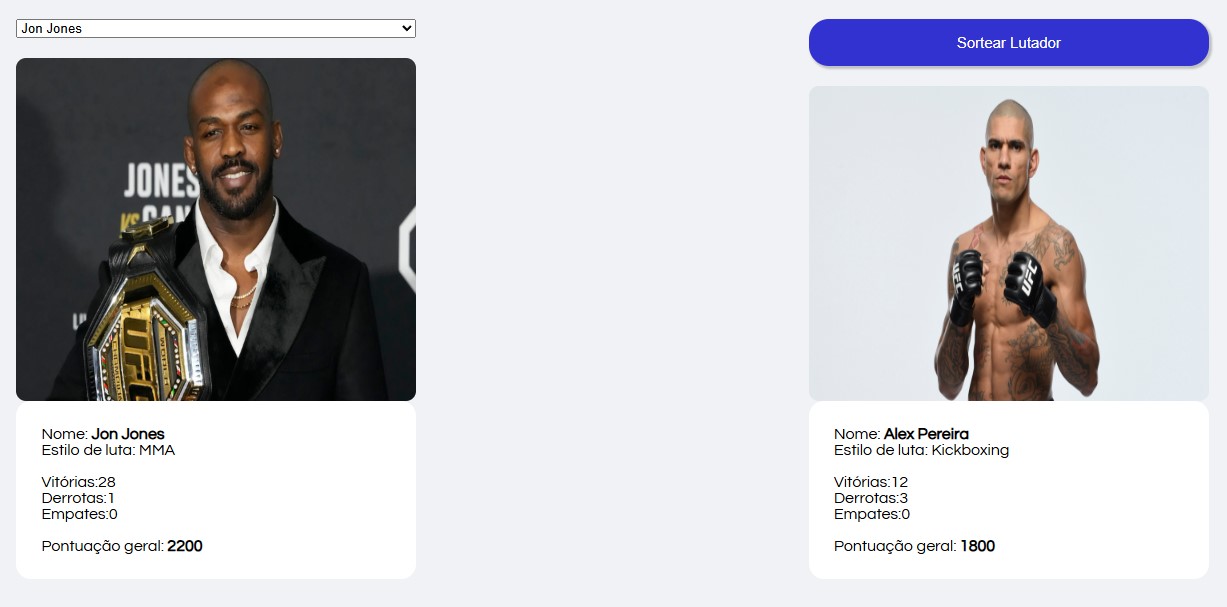 Jon Jones
JONES
VS
UFC
Nome: Jon Jones
Estilo de luta: MMA
Vitórias:28
Derrotas:1
Empates:0
Pontuação geral: 2200
Sortear Lutador
UFC
UFC
Nome: Alex Pereira
Estilo de luta: Kickboxing
Vitórias:12
Derrotas:3
Empates:0
Pontuação geral: 1800